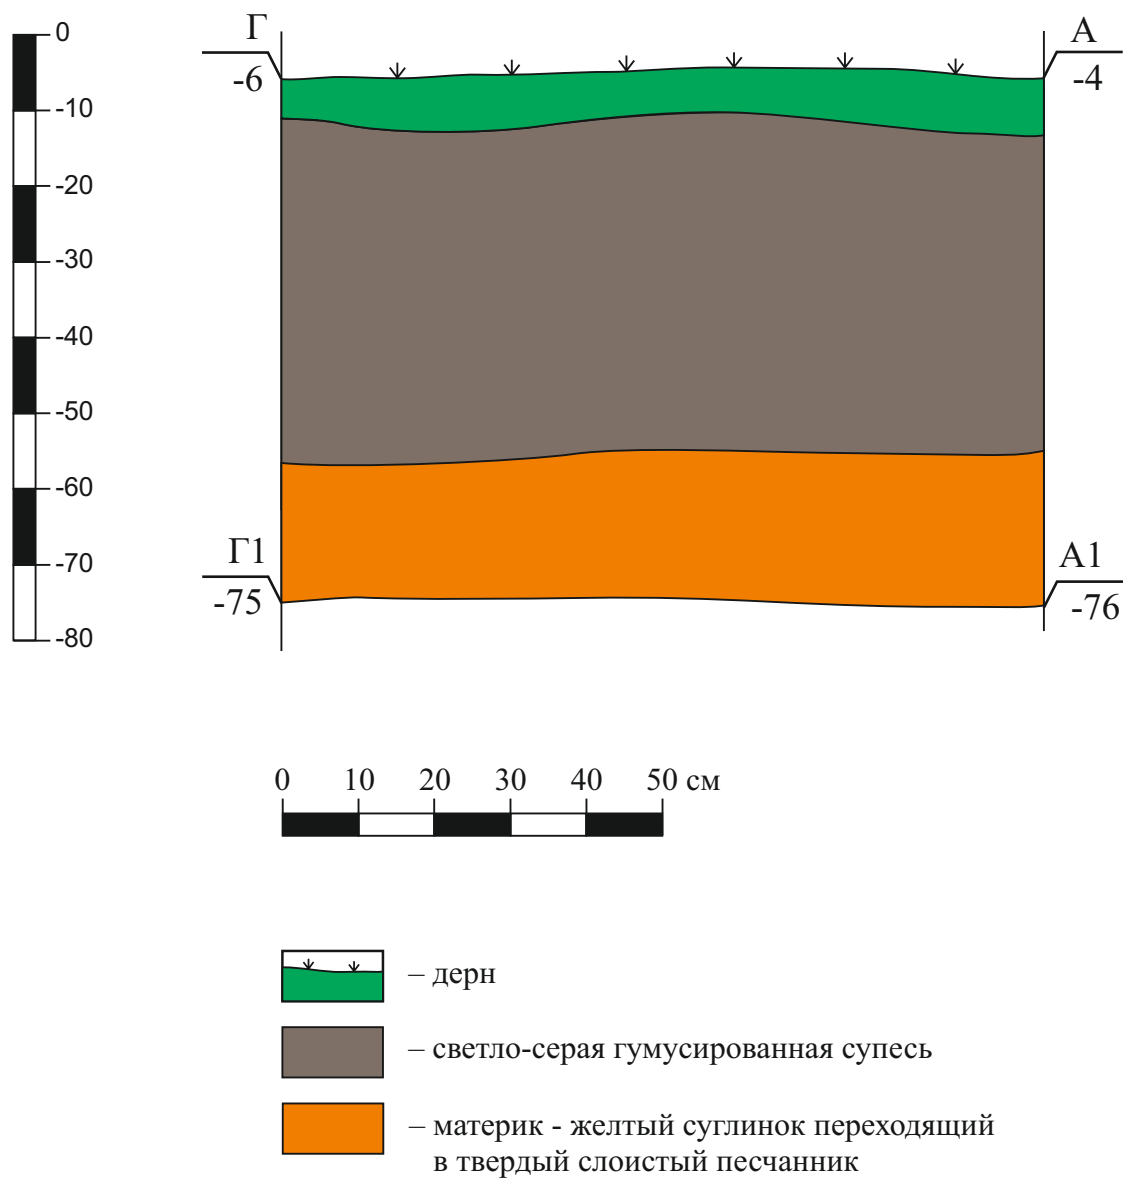 0
-10
-20
-30
-40
-50
-60
-70
-80
Г
-6
А
-4
Г1
-75
А1
-76
0 10 20 30 40 50 см
– дерн
– светло-серая гумусированная супесь
– материк - желтый суглинок переходящий
в твердый слоистый песчанник